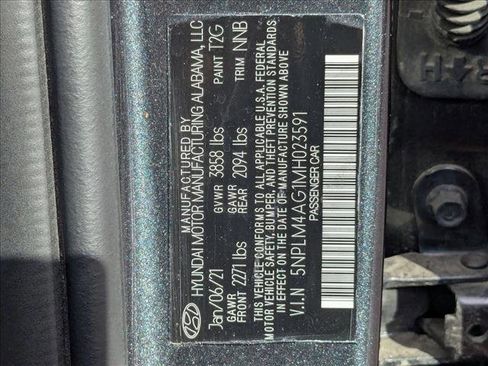 MANUFACTURED BY
HYUNDAI MOTOR MANUFACTURING ALABAMA, LLC
Jan/06/21 GVWR 3858 lbs PAINT T2G
GAWR FRONT 2271 lbs GAWR REAR 2094 lbs TRIM NNB
THIS VEHICLE CONFORMS TO ALL APPLICABLE U.S.A. FEDERAL
MOTOR VEHICLE SAFETY, BUMPER, AND THEFT PREVENTION STANDARDS
IN EFFECT ON THE DATE OF MANUFACTURE SHOWN ABOVE
V.I.N 5NPLM4AG1MH023591
PASSENGER CAR